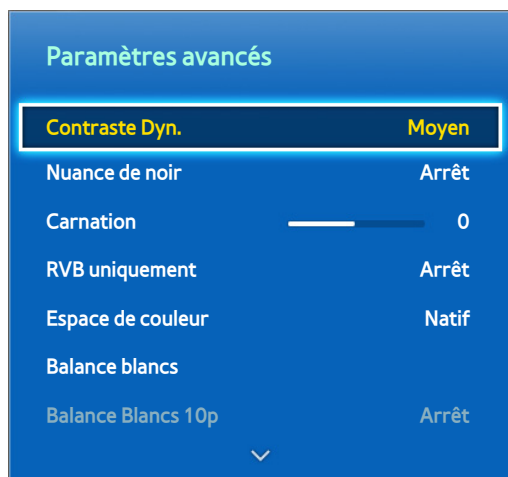 Paramètres avancés
Contraste Dyn. Moyen
Nuance de noir Arrêt
Carnation 0
RVB uniquement Arrêt
Espace de couleur Natif
Balance blancs
Balance Blancs 10p Arrêt